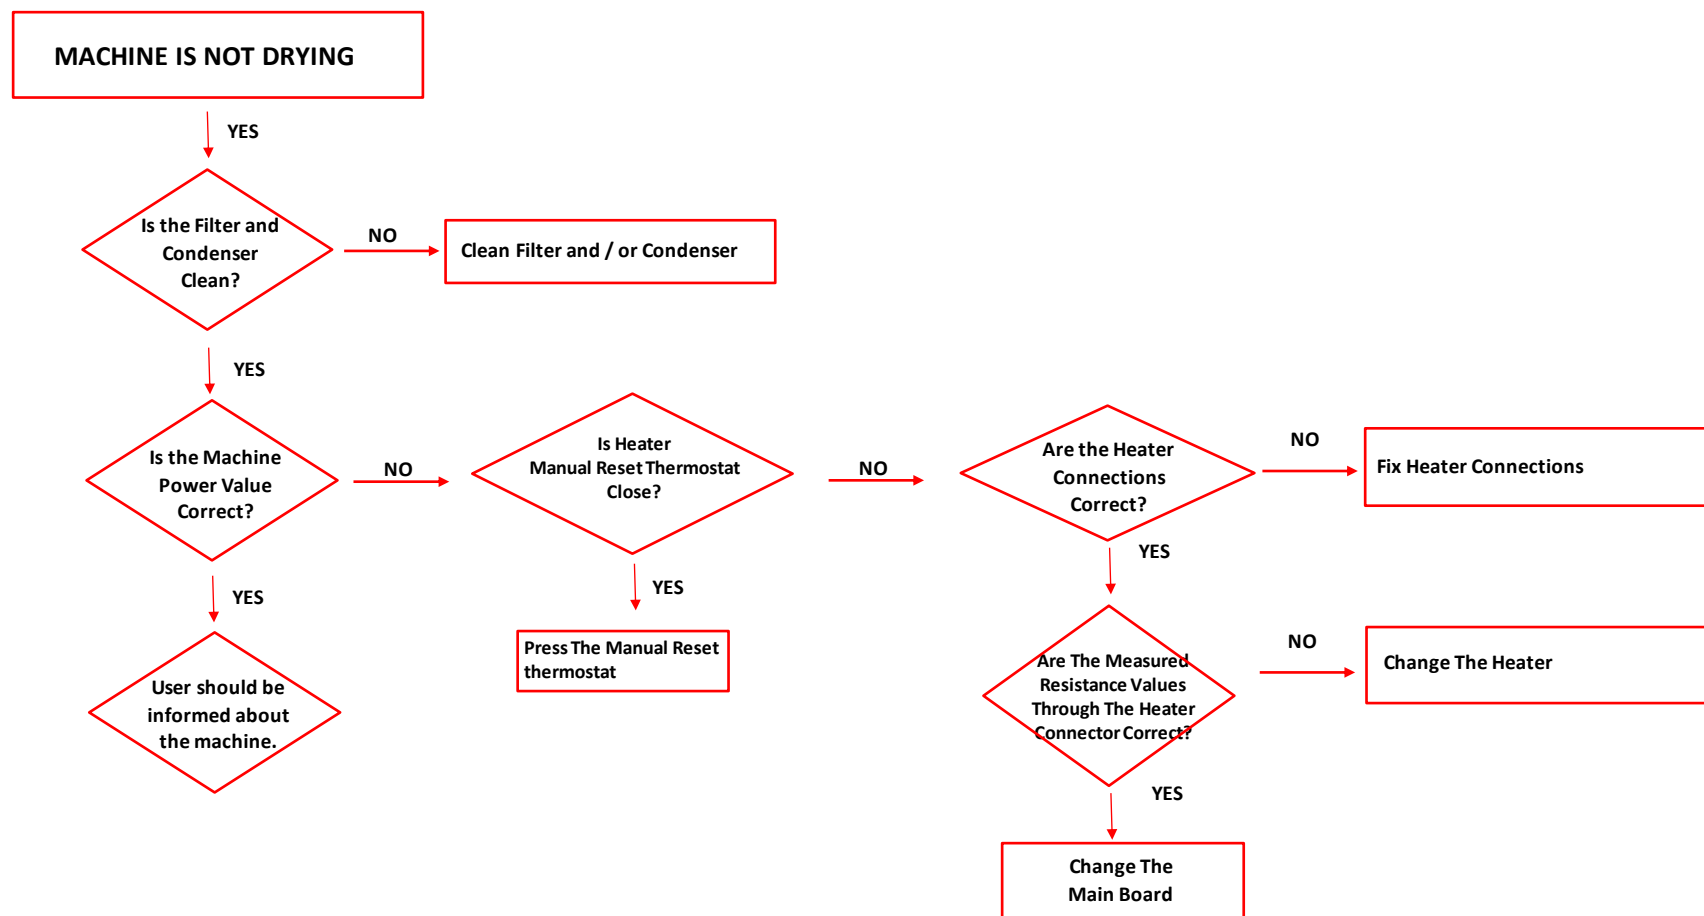 MACHINE IS NOT DRYING
YES
Is the Filter and
Condenser
Clean?
NO
Clean Filter and / or Condenser
YES
Is the Machine
Power Value
Correct?
NO
Is Heater
Manual Reset Thermostat
Close?
NO
Are the Heater
Connections
Correct?
NO
Fix Heater Connections
YES
User should be
informed about
the machine.
YES
Press The Manual Reset
thermostat
YES
Are The Measured
Resistance Values
Through The Heater
Connector Correct?
NO
Change The Heater
YES
Change The
Main Board